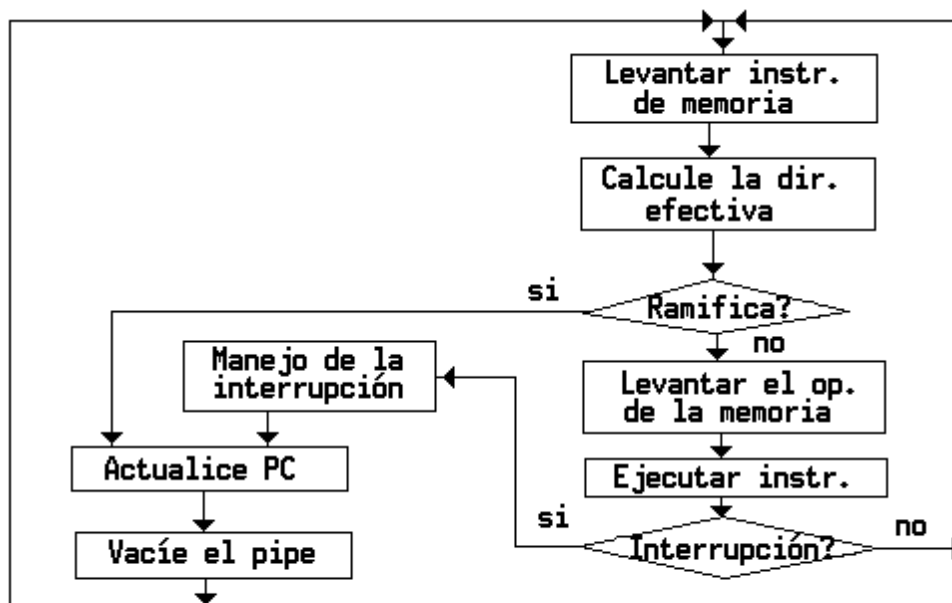 Levantar instr.
de memoria
Calcule la dir.
efectiva
si
Ramifica?
no
Manejo de la
interrupción
Levantar el op.
de la memoria
Actualice PC
Ejecutar instr.
si
no
Vacíe el pipe
Interrupción?